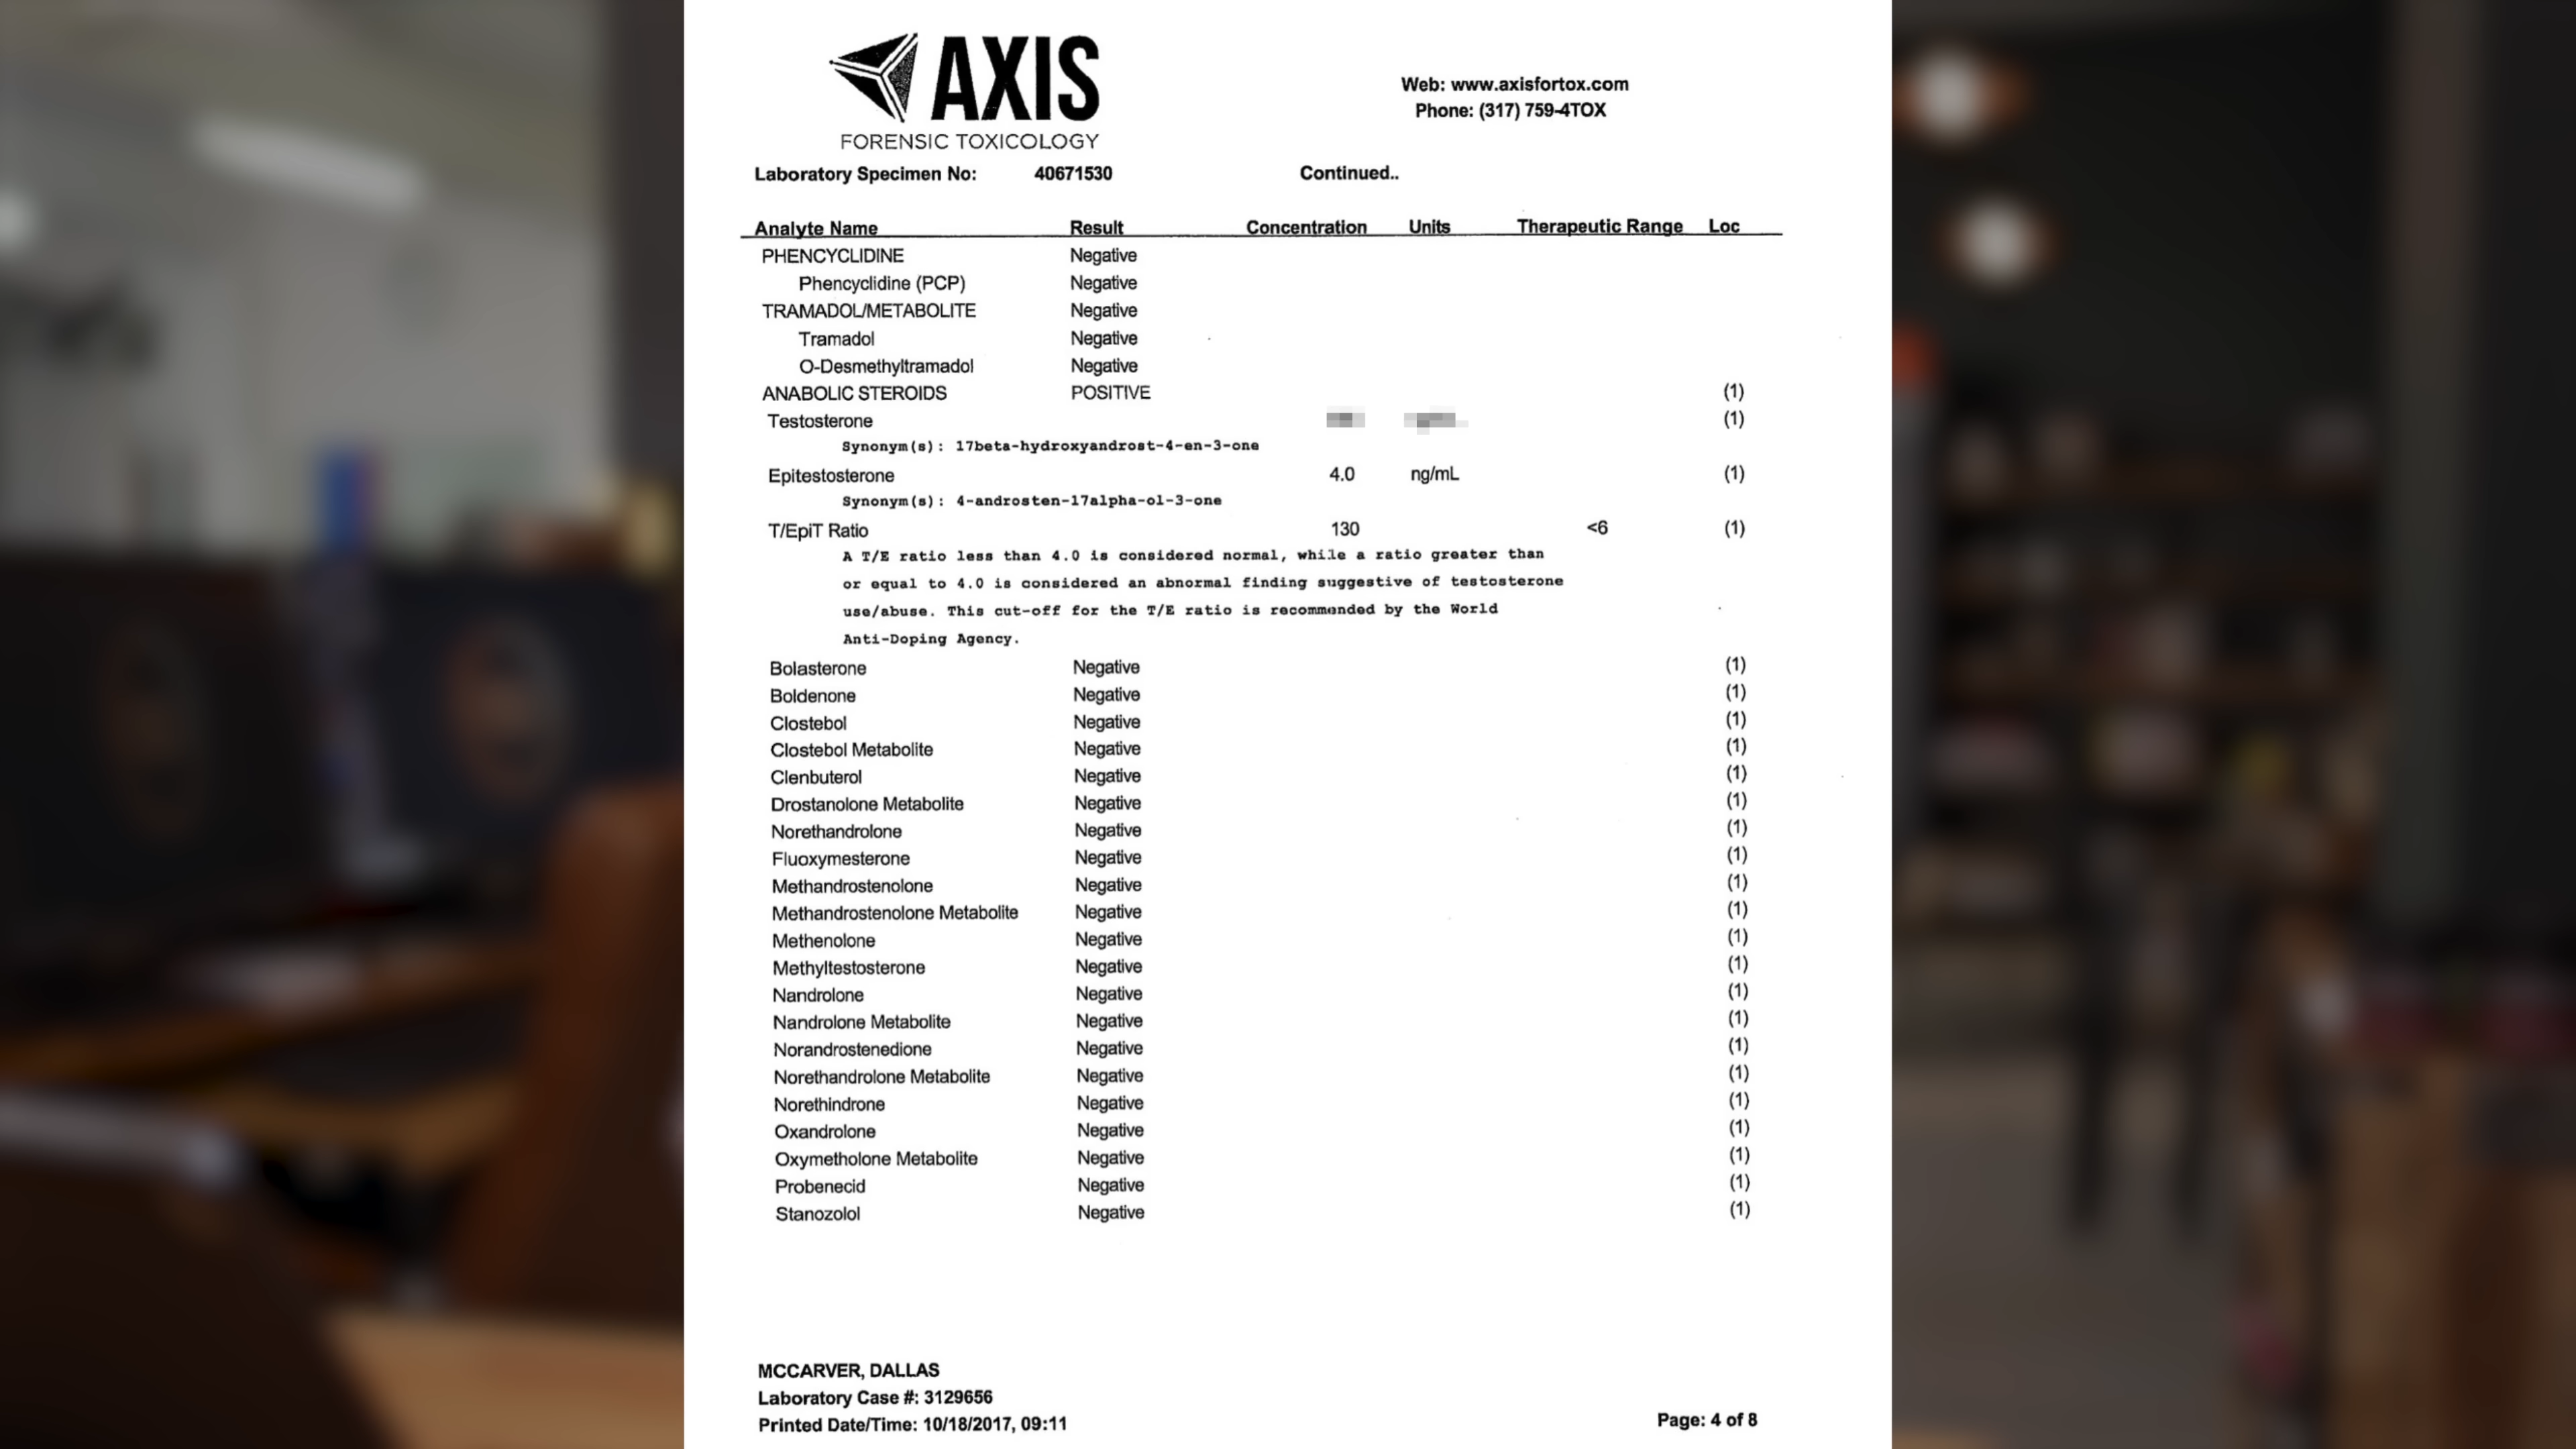 AXIS
FORENSIC TOXICOLOGY
Web: www.axisfortox.com
Phone: (317) 759-4TOX
Laboratory Specimen No: 40671530 Continued..
Analyte Name Result Concentration Units Therapeutic Range Loc
PHENCYCLIDINE Negative
Phencyclidine (PCP) Negative
TRAMADOL/METABOLITE Negative
Tramadol Negative
O-Desmethyltramadol Negative
ANABOLIC STEROIDS POSITIVE (1)
Testosterone (1)
Synonym(s): 17beta-hydroxyandrost-4-en-3-one
Epitestosterone 4.0 ng/mL (1)
Synonym(s): 4-androsten-17alpha-ol-3-one
T/EpiT Ratio 130 <6 (1)
A T/E ratio less than 4.0 is considered normal, while a ratio greater than
or equal to 4.0 is considered an abnormal finding suggestive of testosterone
use/abuse. This cut-off for the T/E ratio is recommended by the World
Anti-Doping Agency.
Bolasterone Negative (1)
Boldenone Negative (1)
Clostebol Negative (1)
Clostebol Metabolite Negative (1)
Clenbuterol Negative (1)
Drostanolone Metabolite Negative (1)
Norethandrolone Negative (1)
Fluoxymesterone Negative (1)
Methandrostenolone Negative (1)
Methandrostenolone Metabolite Negative (1)
Methenolone Negative (1)
Methyltestosterone Negative (1)
Nandrolone Negative (1)
Nandrolone Metabolite Negative (1)
Norandrostenedione Negative (1)
Norethandrolone Metabolite Negative (1)
Norethindrone Negative (1)
Oxandrolone Negative (1)
Oxymetholone Metabolite Negative (1)
Probenecid Negative (1)
Stanozolol Negative (1)
MCCARVER, DALLAS
Laboratory Case #: 3129656
Printed Date/Time: 10/18/2017, 09:11
Page: 4 of 8